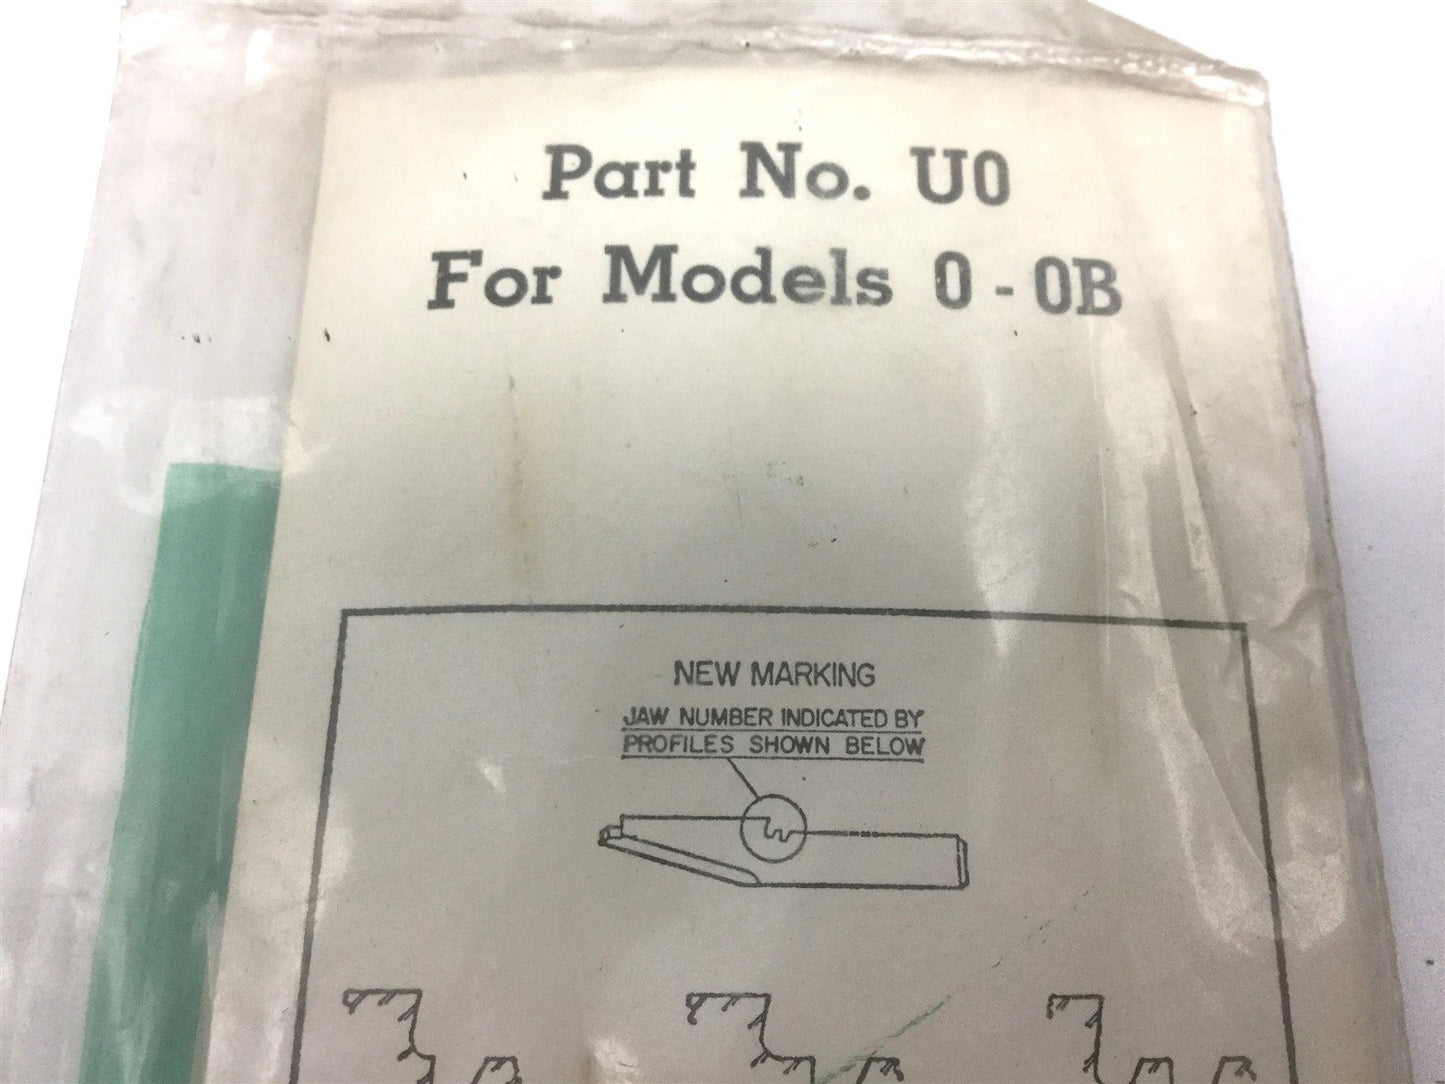 Part No. U0
For Models 0 - 0B
NEW MARKING
JAW NUMBER INDICATED BY
PROFILES SHOWN BELOW